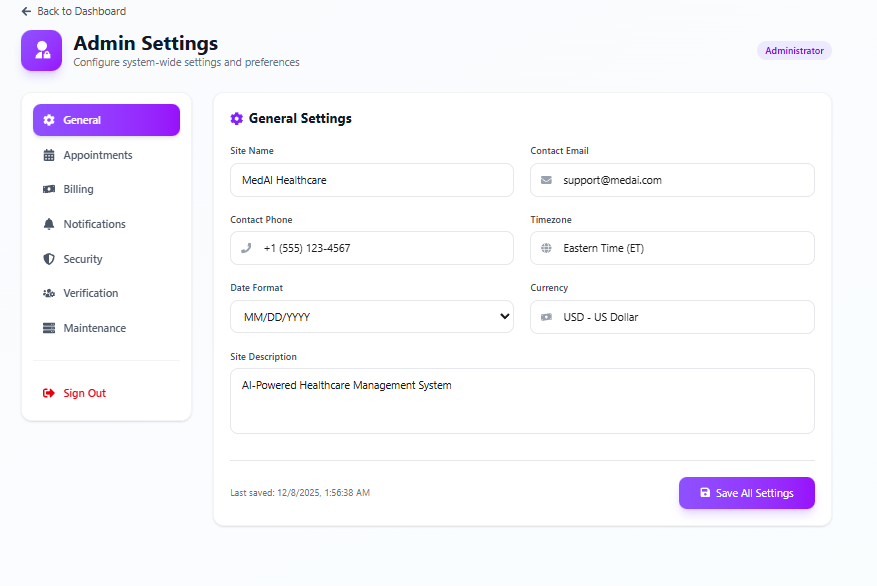 Back to Dashboard
Admin Settings
Configure system-wide settings and preferences
Administrator
General
Appointments
Billing
Notifications
Security
Verification
Maintenance
Sign Out
General Settings
Site Name
MedAI Healthcare
Contact Email
support@medai.com
Contact Phone
+1 (555) 123-4567
Timezone
Eastern Time (ET)
Date Format
MM/DD/YYYY
Currency
USD - US Dollar
Site Description
AI-Powered Healthcare Management System
Last saved: 12/8/2025, 1:56:38 AM
Save All Settings